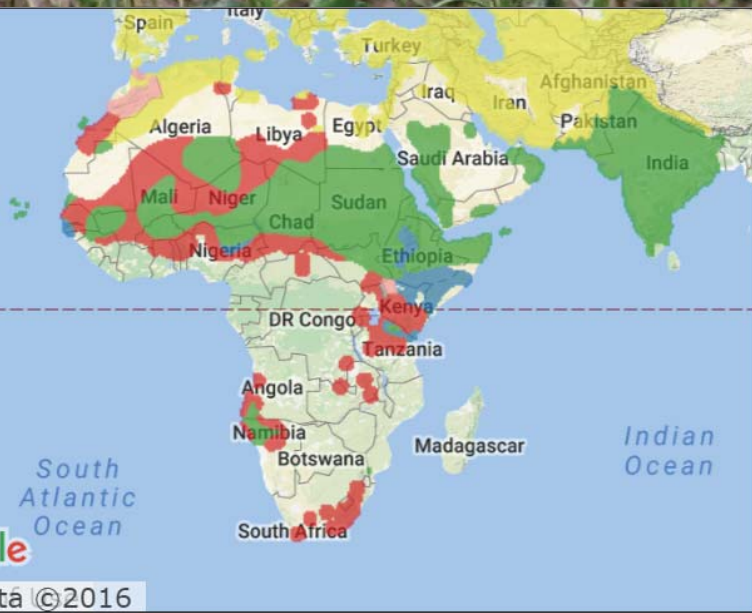 Spain
Italy
Turkey
Afghanistan
Iraq
Iran
Algeria
Libya
Egypt
Pakistan
Saudi Arabia
India
Mali
Niger
Sudan
Chad
Nigeria
Ethiopia
Kenya
DR Congo
Tanzania
Angola
Namibia
Botswana
Madagascar
Indian
Ocean
South
Atlantic
Ocean
South Africa
le
ta ©2016